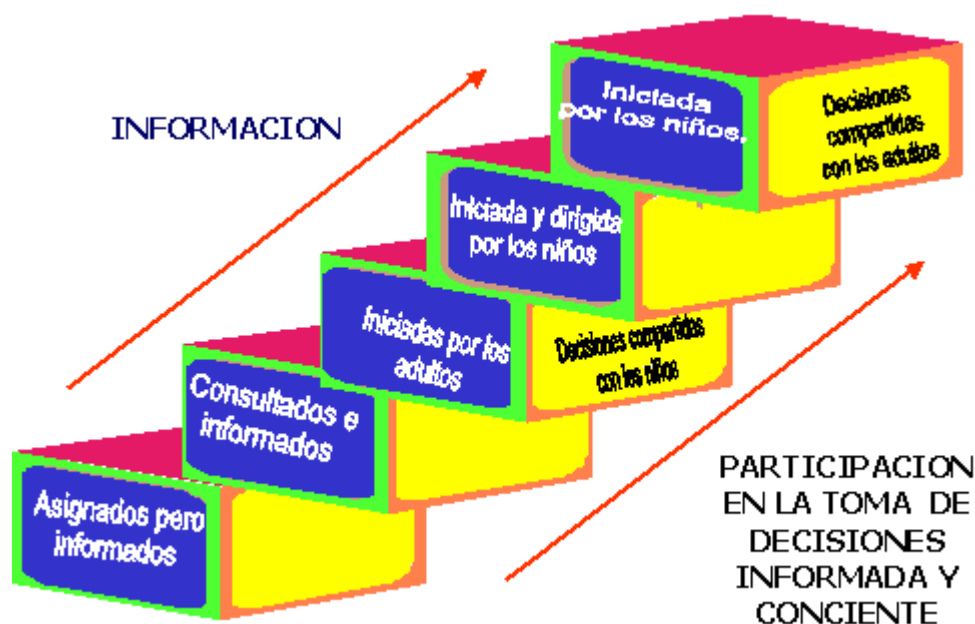 INFORMACION
Iniciada
por los niños.
Decisiones
compartidas
con los adultos
Iniciada y dirigida
por los niños
Iniciadas por los
adultos
Decisiones compartidas
con les niños
Consultados e
informados
Asignados pero
informados
PARTICIPACION
EN LA TOMA DE
DECISIONES
INFORMADA Y
CONCIENTE